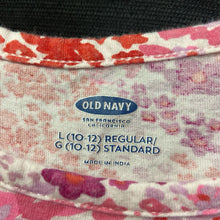 OLD NAVY
SAN FRANCISCO
CALIFORNIA
L (10-12) REGULAR/
G (10-12) STANDARD
MADE IN INDIA